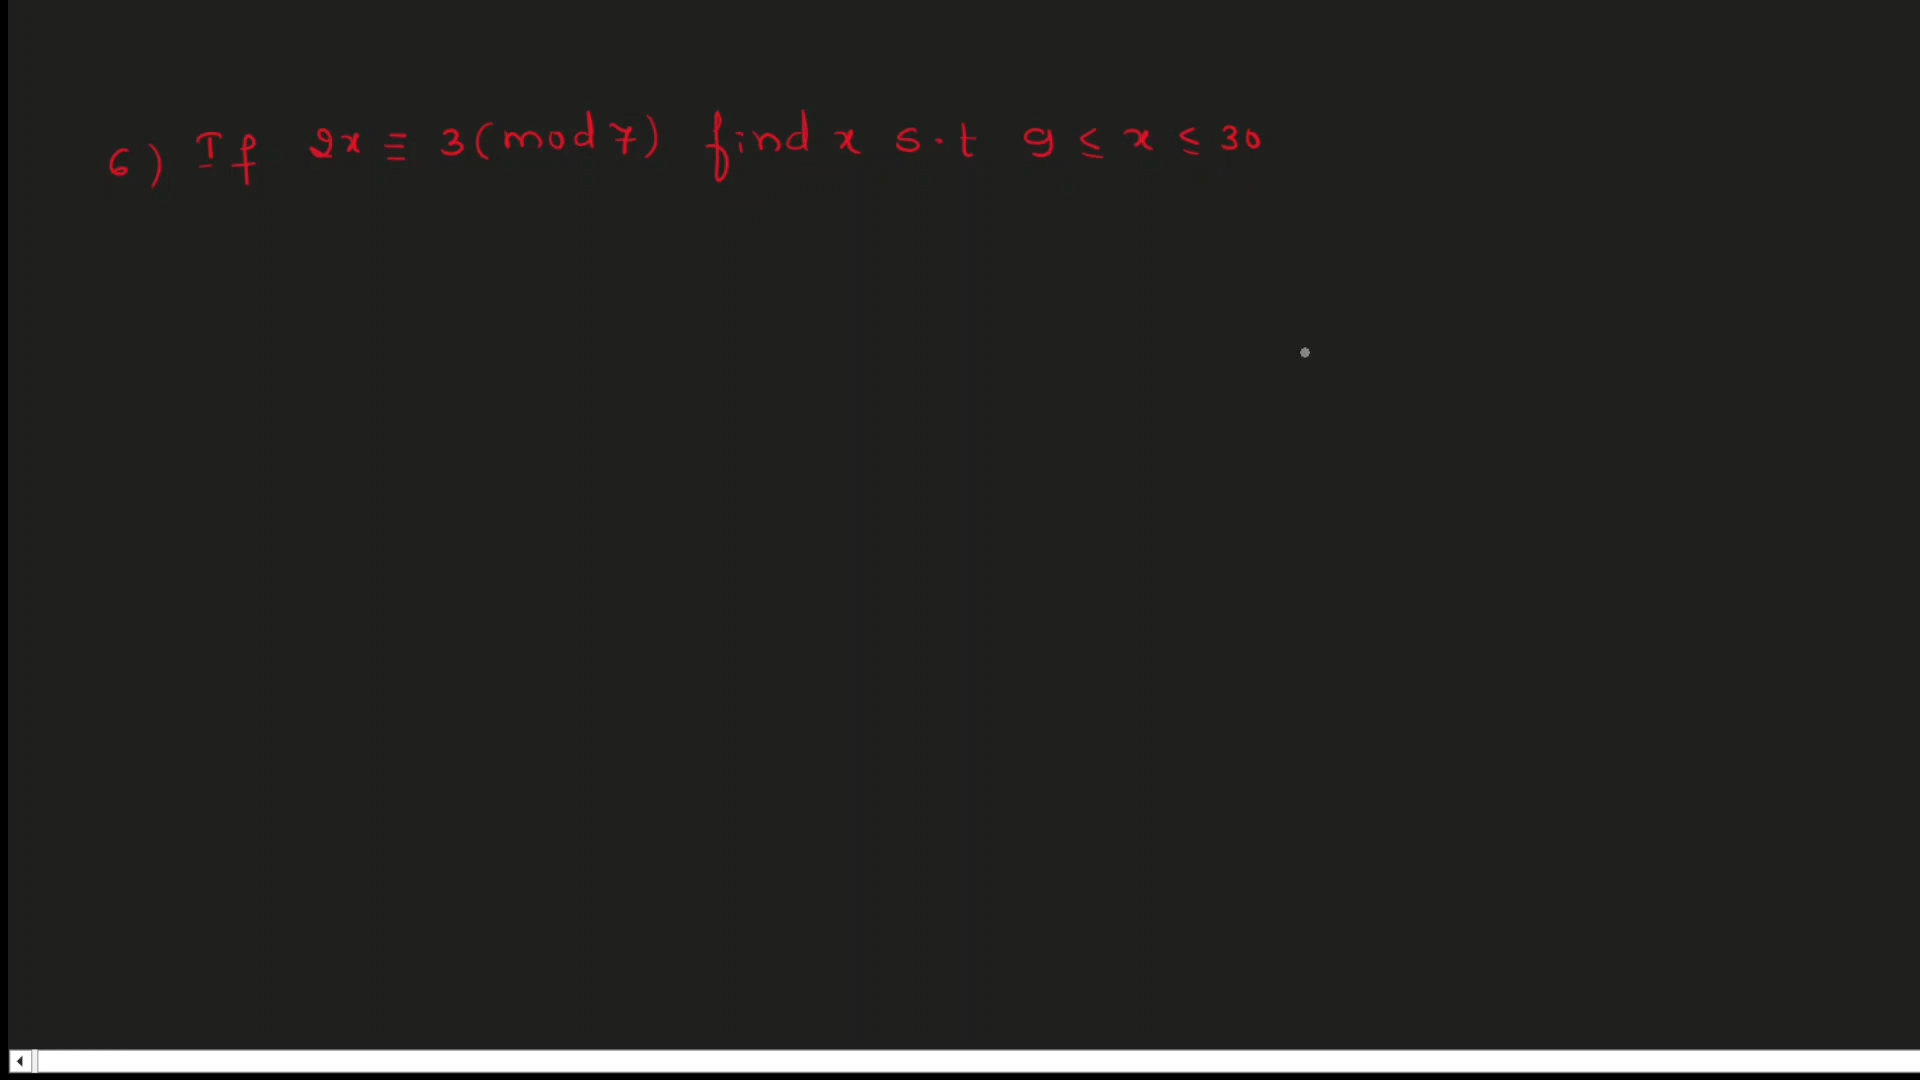 6) If 2x ≡ 3 (mod 7) find x s.t 9 ≤ x ≤ 30